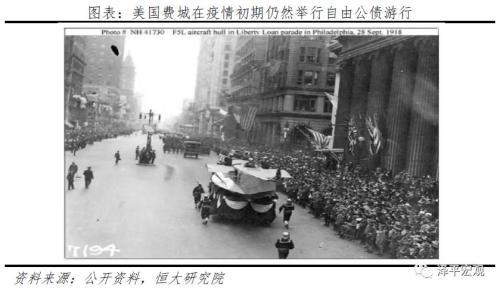 图表：美国费城在疫情初期仍然举行自由公债游行
Photo # NH 41730 F5L aircraft hull in Liberty Loan parade in Philadelphia, 28 Sept. 1918
7194
资料来源：公开资料，恒大研究院
泽平宏观